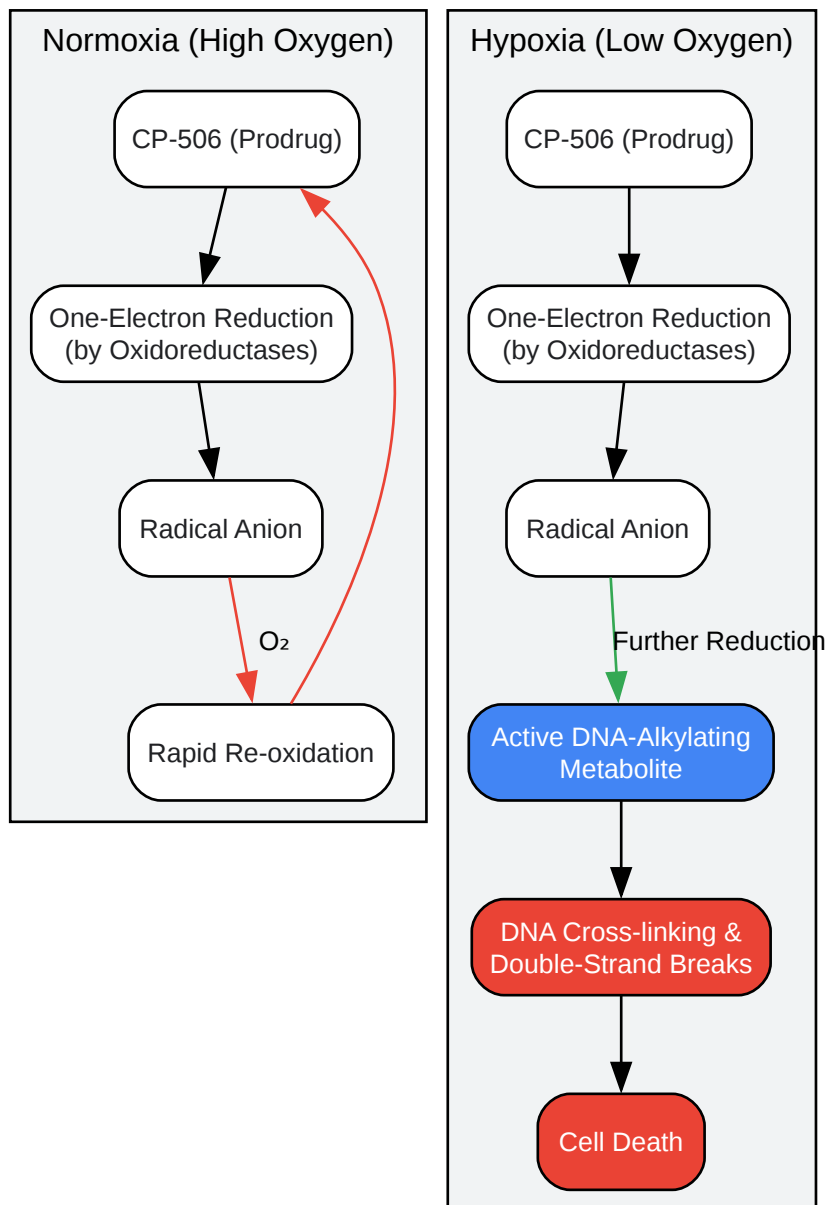 Normoxia (High Oxygen)
CP-506 (Prodrug)
One-Electron Reduction
(by Oxidoreductases)
Radical Anion
O₂
Rapid Re-oxidation
Hypoxia (Low Oxygen)
CP-506 (Prodrug)
One-Electron Reduction
(by Oxidoreductases)
Radical Anion
Further Reduction
Active DNA-Alkylating
Metabolite
DNA Cross-linking &
Double-Strand Breaks
Cell Death